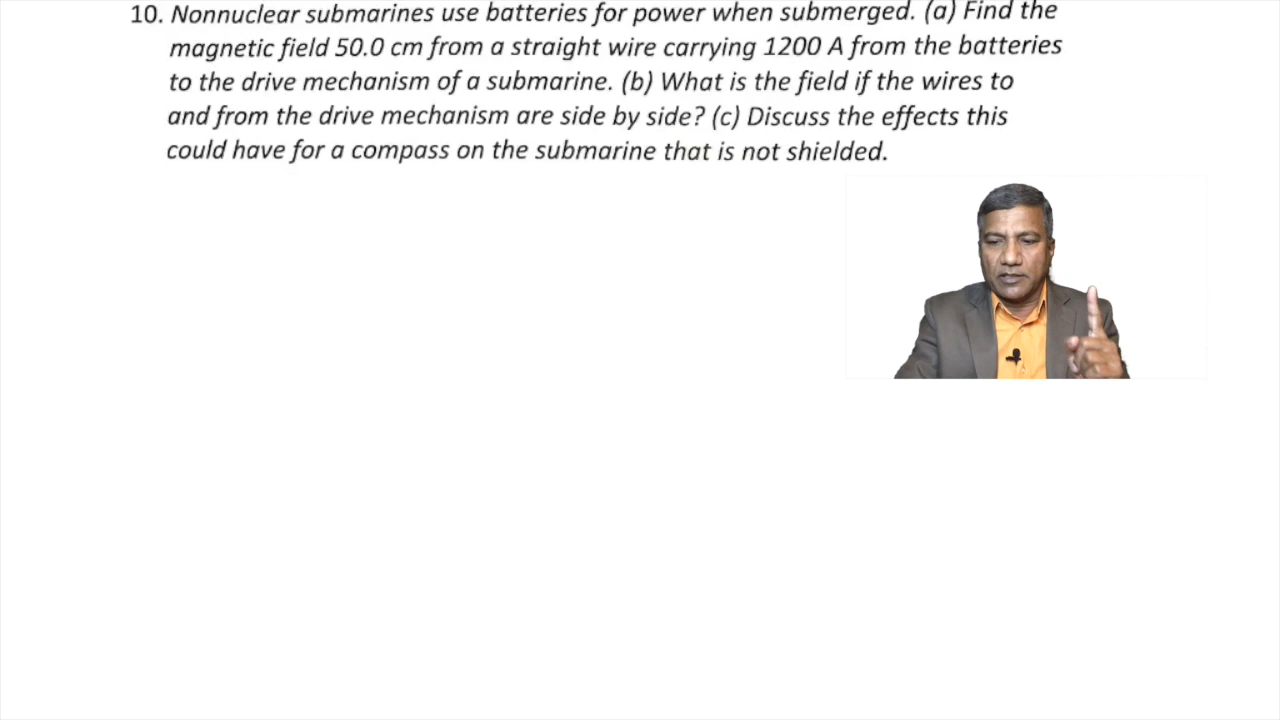 10. Nonnuclear submarines use batteries for power when submerged. (a) Find the
magnetic field 50.0 cm from a straight wire carrying 1200 A from the batteries
to the drive mechanism of a submarine. (b) What is the field if the wires to
and from the drive mechanism are side by side? (c) Discuss the effects this
could have for a compass on the submarine that is not shielded.